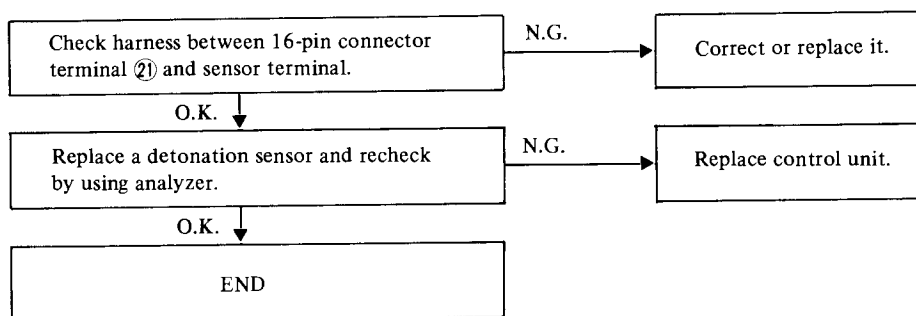 Check harness between 16-pin connector
terminal ㉑ and sensor terminal.
N.G.
Correct or replace it.
O.K.
Replace a detonation sensor and recheck
by using analyzer.
N.G.
Replace control unit.
O.K.
END